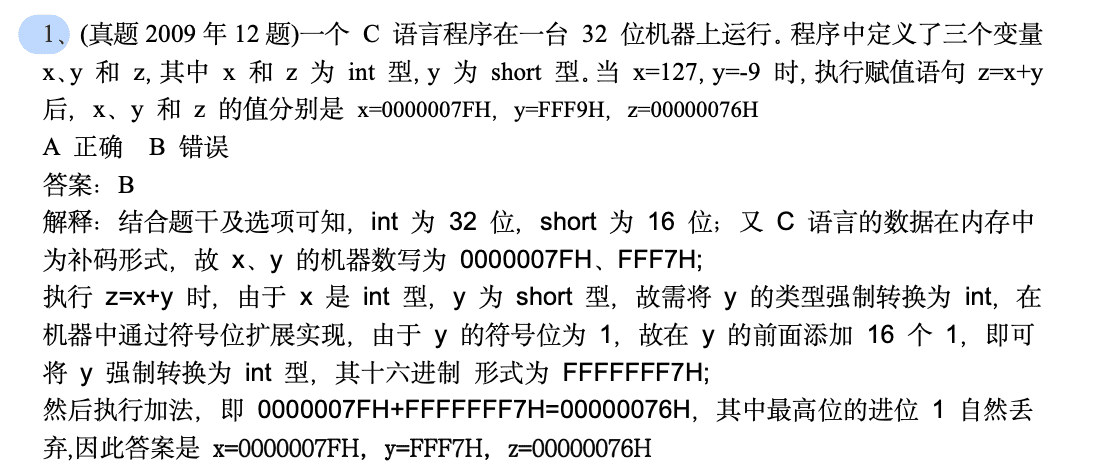 1、(真题 2009 年 12 题)一个 C 语言程序在一台 32 位机器上运行。程序中定义了三个变量
x、y 和 z, 其中 x 和 z 为 int 型, y 为 short 型。当 x=127, y=-9 时, 执行赋值语句 z=x+y
后，x、y 和 z 的值分别是 x=0000007FH，y=FFF9H，z=00000076H
A 正确 B 错误
答案：B
解释：结合题干及选项可知，int 为 32 位，short 为 16 位；又 C 语言的数据在内存中
为补码形式，故 x、y 的机器数写为 0000007FH、FFF7H;
执行 z=x+y 时，由于 x 是 int 型，y 为 short 型，故需将 y 的类型强制转换为 int，在
机器中通过符号位扩展实现，由于 y 的符号位为 1，故在 y 的前面添加 16 个 1，即可
将 y 强制转换为 int 型，其十六进制 形式为 FFFFFFF7H;
然后执行加法，即 0000007FH+FFFFFFF7H=00000076H，其中最高位的进位 1 自然丢
弃,因此答案是 x=0000007FH，y=FFF7H，z=00000076H